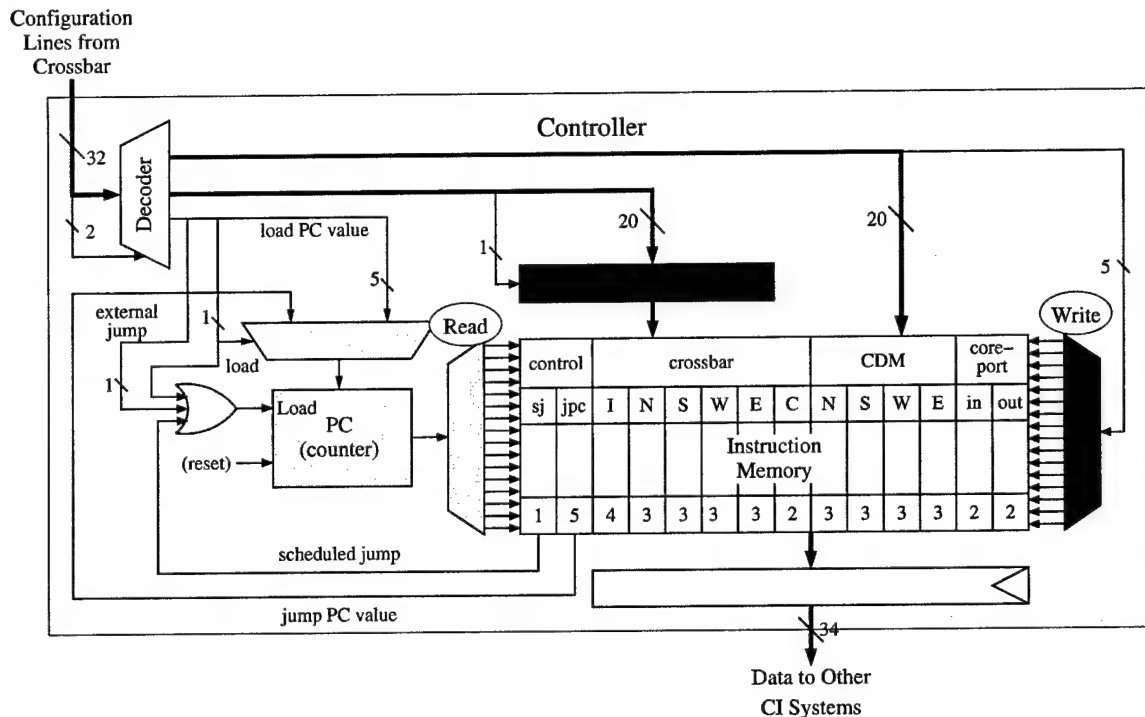 Configuration
Lines from
Crossbar
Controller
32
Decoder
2
load PC value
20
20
1
5
5
external
jump
1
load
Read
Write
1
control
crossbar
CDM
core–
port
sj
jpc
I
N
S
W
E
C
N
S
W
E
in
out
Load
PC
(counter)
(reset)
Instruction
Memory
1
5
4
3
3
3
3
2
3
3
3
3
2
2
scheduled jump
jump PC value
34
Data to Other
CI Systems